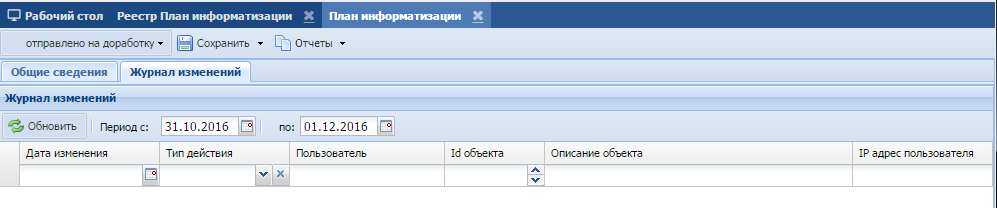 Рабочий стол Реестр План информатизации План информатизации
отправлено на доработку Сохранить Отчеты
Общие сведения Журнал изменений
Журнал изменений
Обновить Период с: 31.10.2016 по: 01.12.2016
Дата изменения Тип действия Пользователь Id объекта Описание объекта IP адрес пользователя